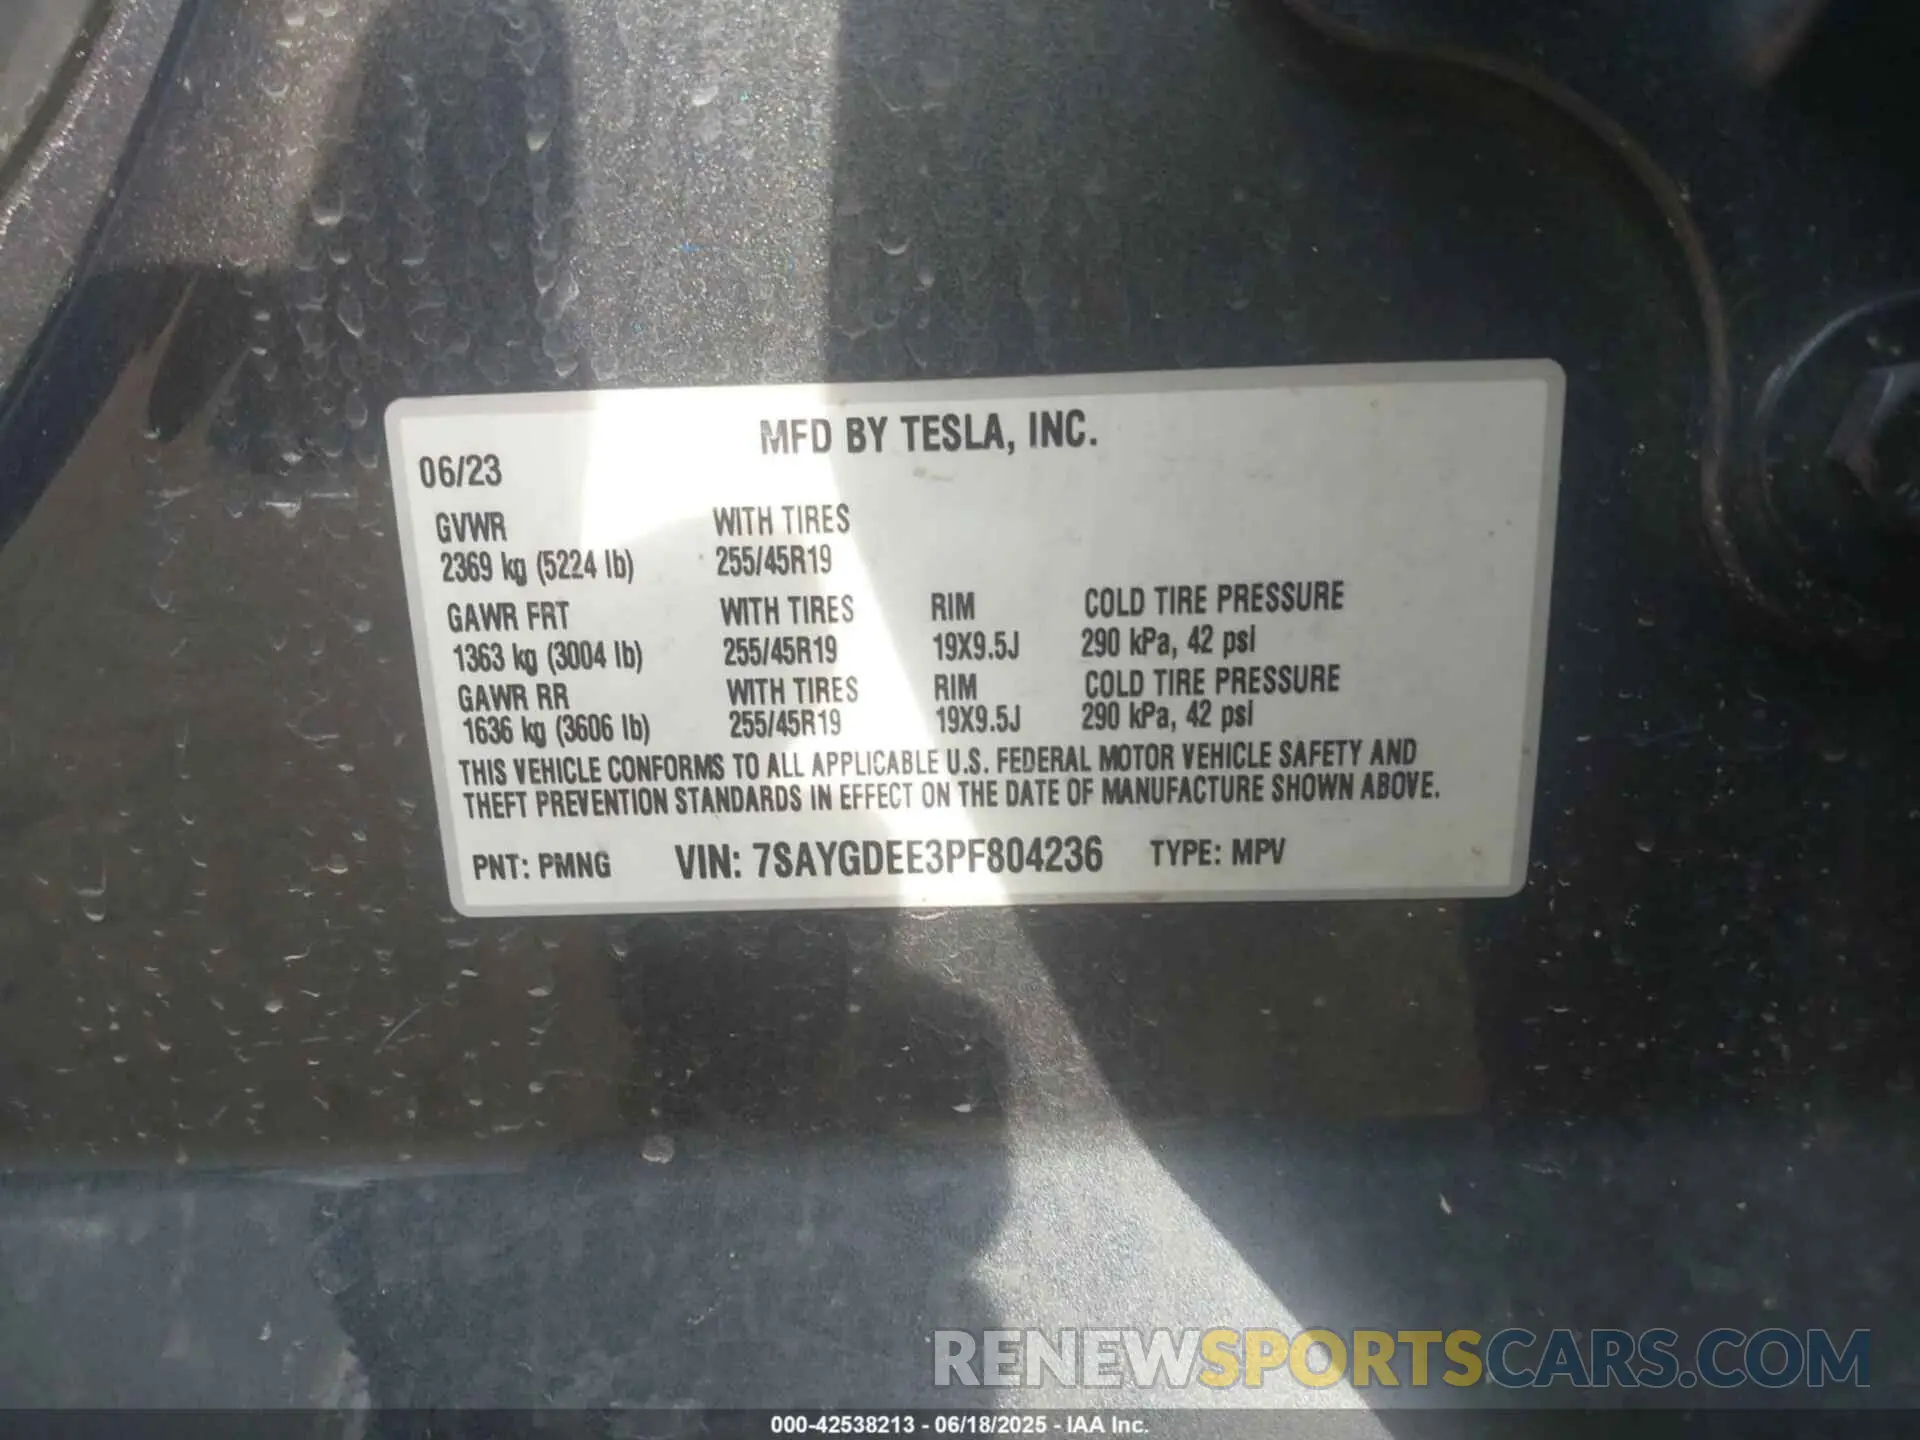 MFD BY TESLA, INC.
06/23
GVWR WITH TIRES
2369 kg (5224 lb) 255/45R19
GAWR FRT WITH TIRES RIM COLD TIRE PRESSURE
1363 kg (3004 lb) 255/45R19 19X9.5J 290 kPa, 42 psi
GAWR RR WITH TIRES RIM COLD TIRE PRESSURE
1636 kg (3606 lb) 255/45R19 19X9.5J 290 kPa, 42 psi
THIS VEHICLE CONFORMS TO ALL APPLICABLE U.S. FEDERAL MOTOR VEHICLE SAFETY AND
THEFT PREVENTION STANDARDS IN EFFECT ON THE DATE OF MANUFACTURE SHOWN ABOVE.
PNT: PMNG VIN: 7SAYGDEE3PF804236 TYPE: MPV
RENEWSPORTSCARS.COM
000-42538213 - 06/18/2025 - IAA Inc.